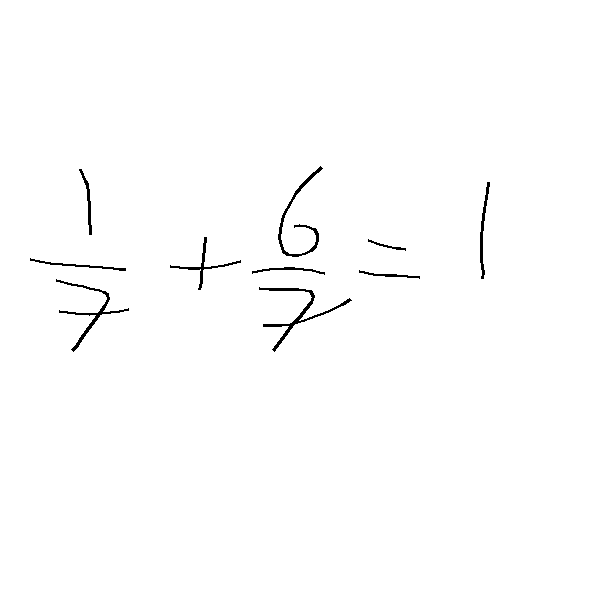 1/7 + 6/7 = 1